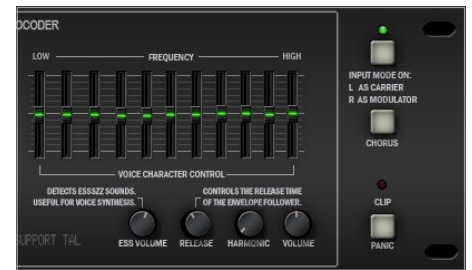 OCODER
LOW FREQUENCY HIGH
VOICE CHARACTER CONTROL
DETECTS ESSSZZ SOUNDS.
USEFUL FOR VOICE SYNTHESIS.
CONTROLS THE RELEASE TIME
OF THE ENVELOPE FOLLOWER.
ESS VOLUME RELEASE HARMONIC VOLUME
SUPPORT TAL
INPUT MODE ON:
L AS CARRIER
R AS MODULATOR
CHORUS
CLIP
PANIC